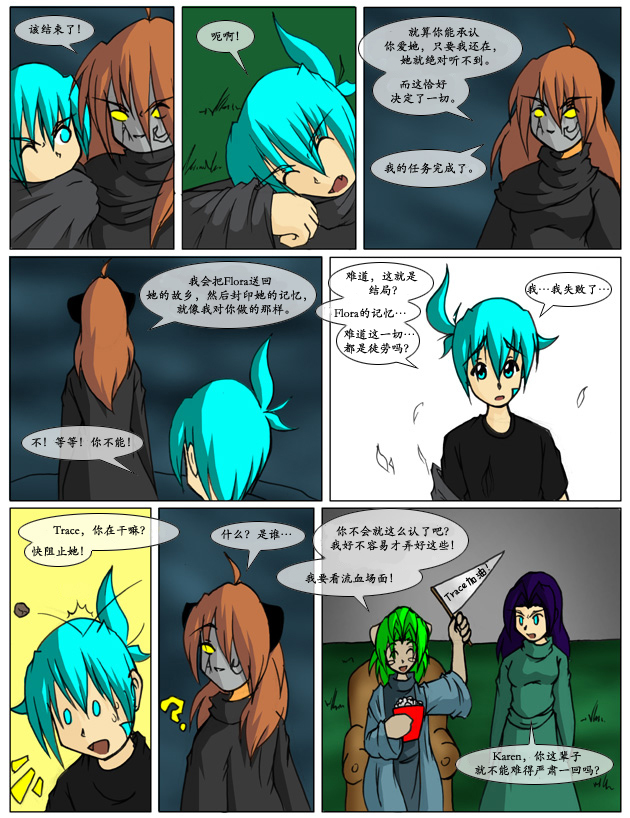 该结束了！
呃啊！
就算你能承认
你爱她，只要我还在，
她就绝对听不到。
而这恰好
决定了一切。
我的任务完成了。
我会把Flora送回
她的故乡，然后封印她的记忆，
就像我对你做的那样。
不！等等！你不能！
难道，这就是
结局？
Flora的记忆…
难道这一切…
都是徒劳吗？
我…我失败了…
Trace，你在干嘛？
快阻止她！
什么？是谁…
你不会就这么认了吧？
我好不容易才弄好这些！
我要看流血场面！
Trace加油！
Karen，你这辈子
就不能难得严肃一回吗？